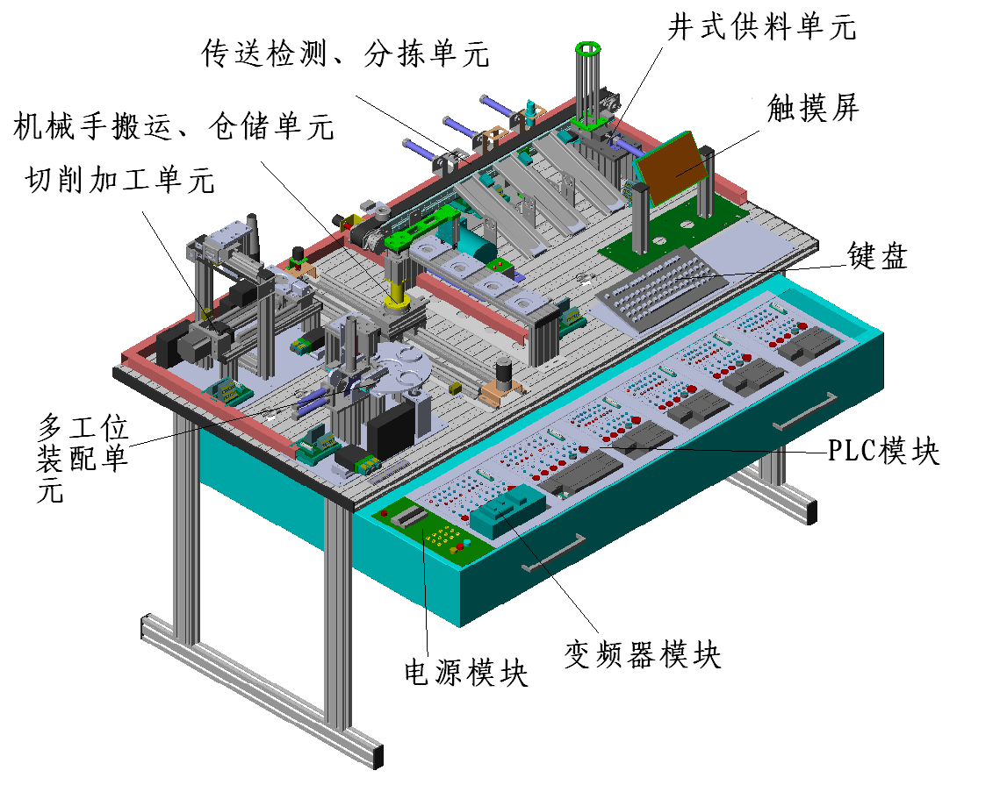 井式供料单元
传送检测、分拣单元
触摸屏
机械手搬运、仓储单元
切削加工单元
键盘
多工位
装配单
元
PLC模块
变频器模块
电源模块